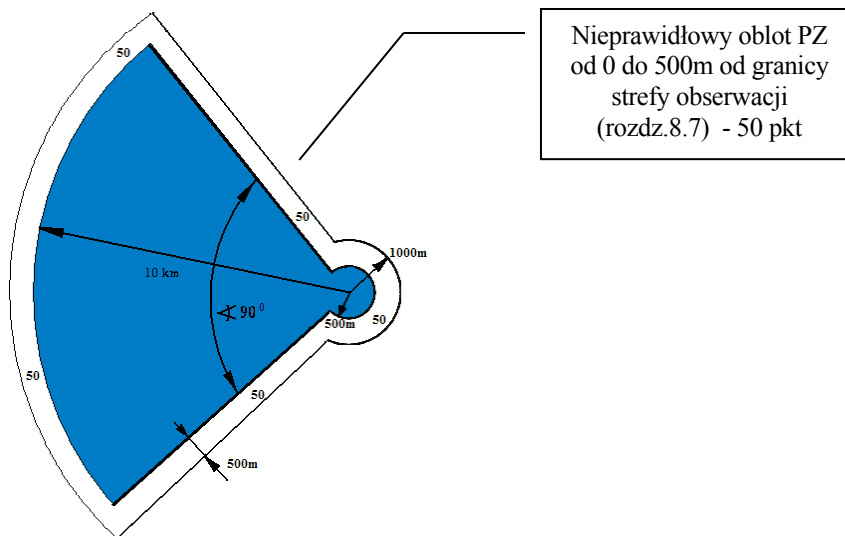 Nieprawidłowy oblot PZ
od 0 do 500m od granicy
strefy obserwacji
(rozdz.8.7)  - 50 pkt
50
50
1000m
10 km
∢ 90⁰
500m
50
50
50
500m